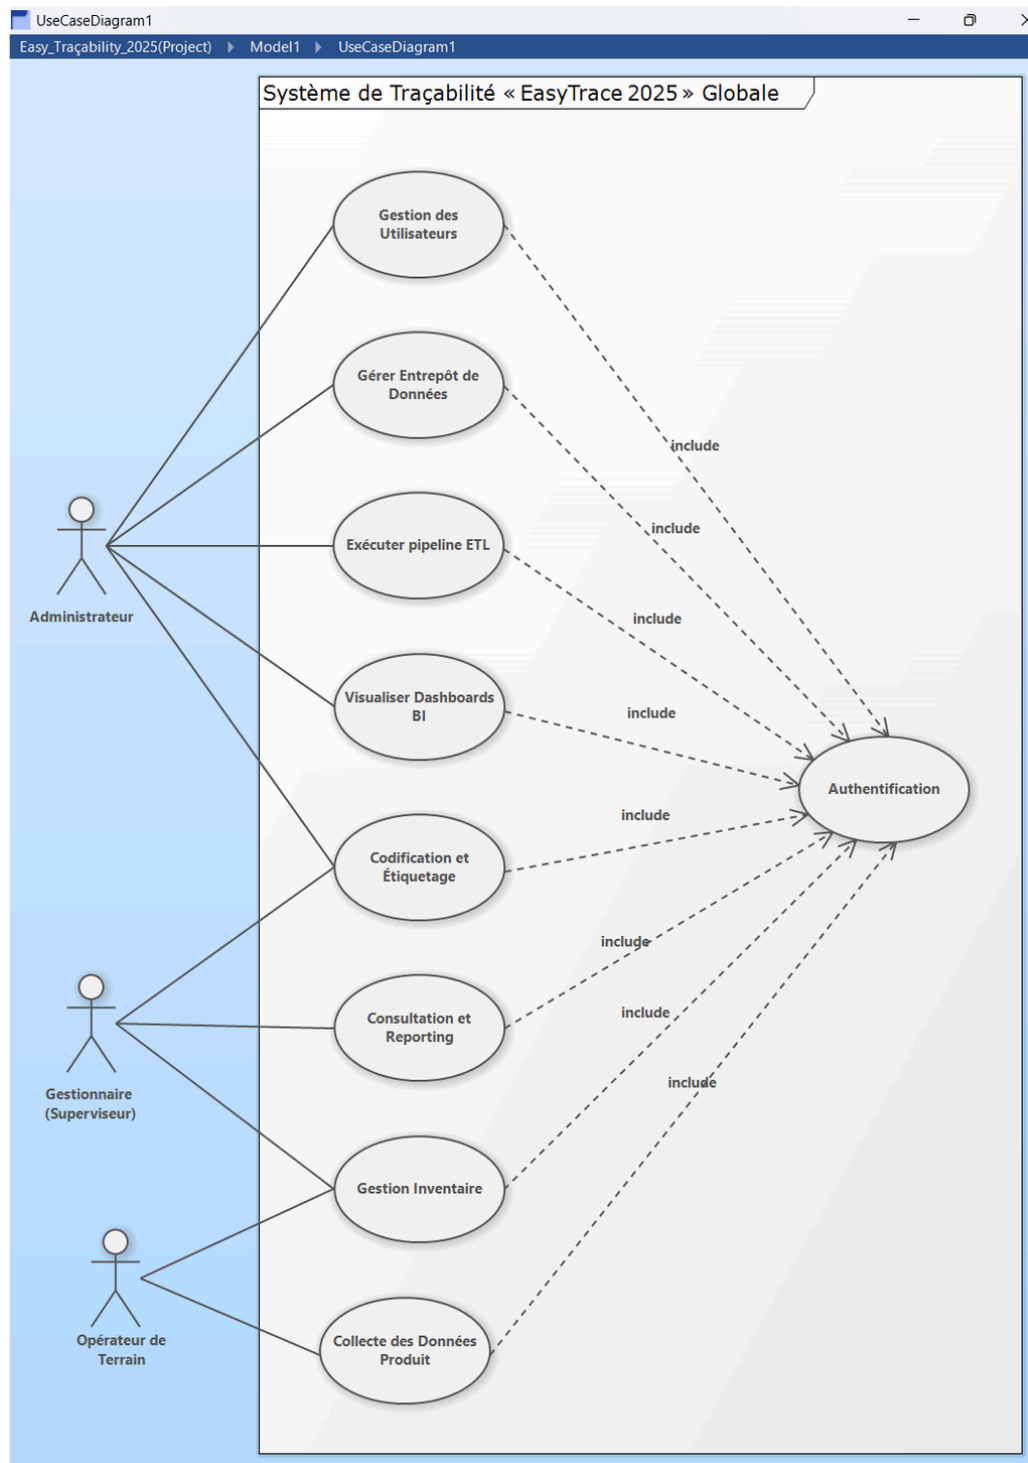 UseCaseDiagram1
Easy_Traçability_2025(Project) Model1 UseCaseDiagram1
Système de Traçabilité « EasyTrace 2025 » Globale
Gestion des
Utilisateurs
Gérer Entrepôt de
Données
include
include
Exécuter pipeline ETL
Administrateur
include
Visualiser Dashboards
BI
include
Authentification
include
Codification et
Étiquetage
include
Consultation et
Reporting
include
Gestionnaire
(Superviseur)
include
Gestion Inventaire
Opérateur de
Terrain
Collecte des Données
Produit